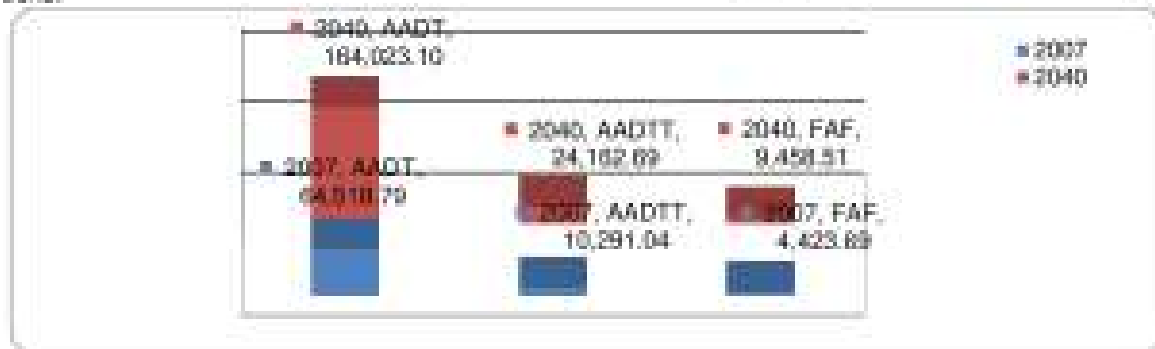 2040, AADT,
164,023.10
2007
2040
2040, AADTT,
24,162.69
2040, FAF,
9,458.51
2007, AADT,
2007, AADTT,
10,291.04
2007, FAF,
4,423.69